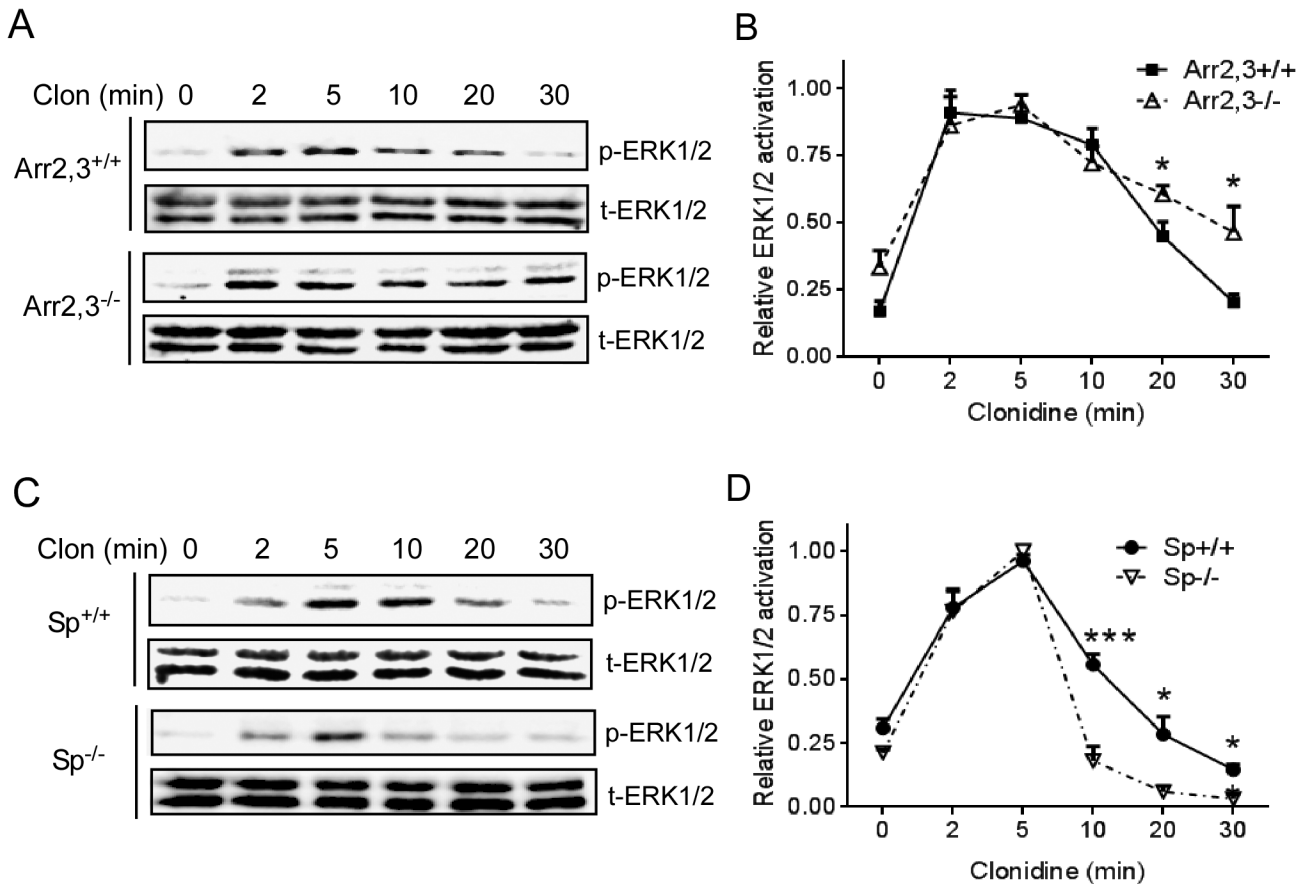 A
Clon (min) 0 2 5 10 20 30
Arr2,3+/+
p-ERK1/2
t-ERK1/2
Arr2,3-/-
p-ERK1/2
t-ERK1/2
B
Arr2,3+/+
Arr2,3-/-
Relative ERK1/2 activation
1.00
0.75
0.50
0.25
0.00
* *
0 2 5 10 20 30
Clonidine (min)
C
Clon (min) 0 2 5 10 20 30
Sp+/+
p-ERK1/2
t-ERK1/2
Sp-/-
p-ERK1/2
t-ERK1/2
D
Sp+/+
Sp-/-
Relative ERK1/2 activation
1.00
0.75
0.50
0.25
0.00
*** * *
0 2 5 10 20 30
Clonidine (min)